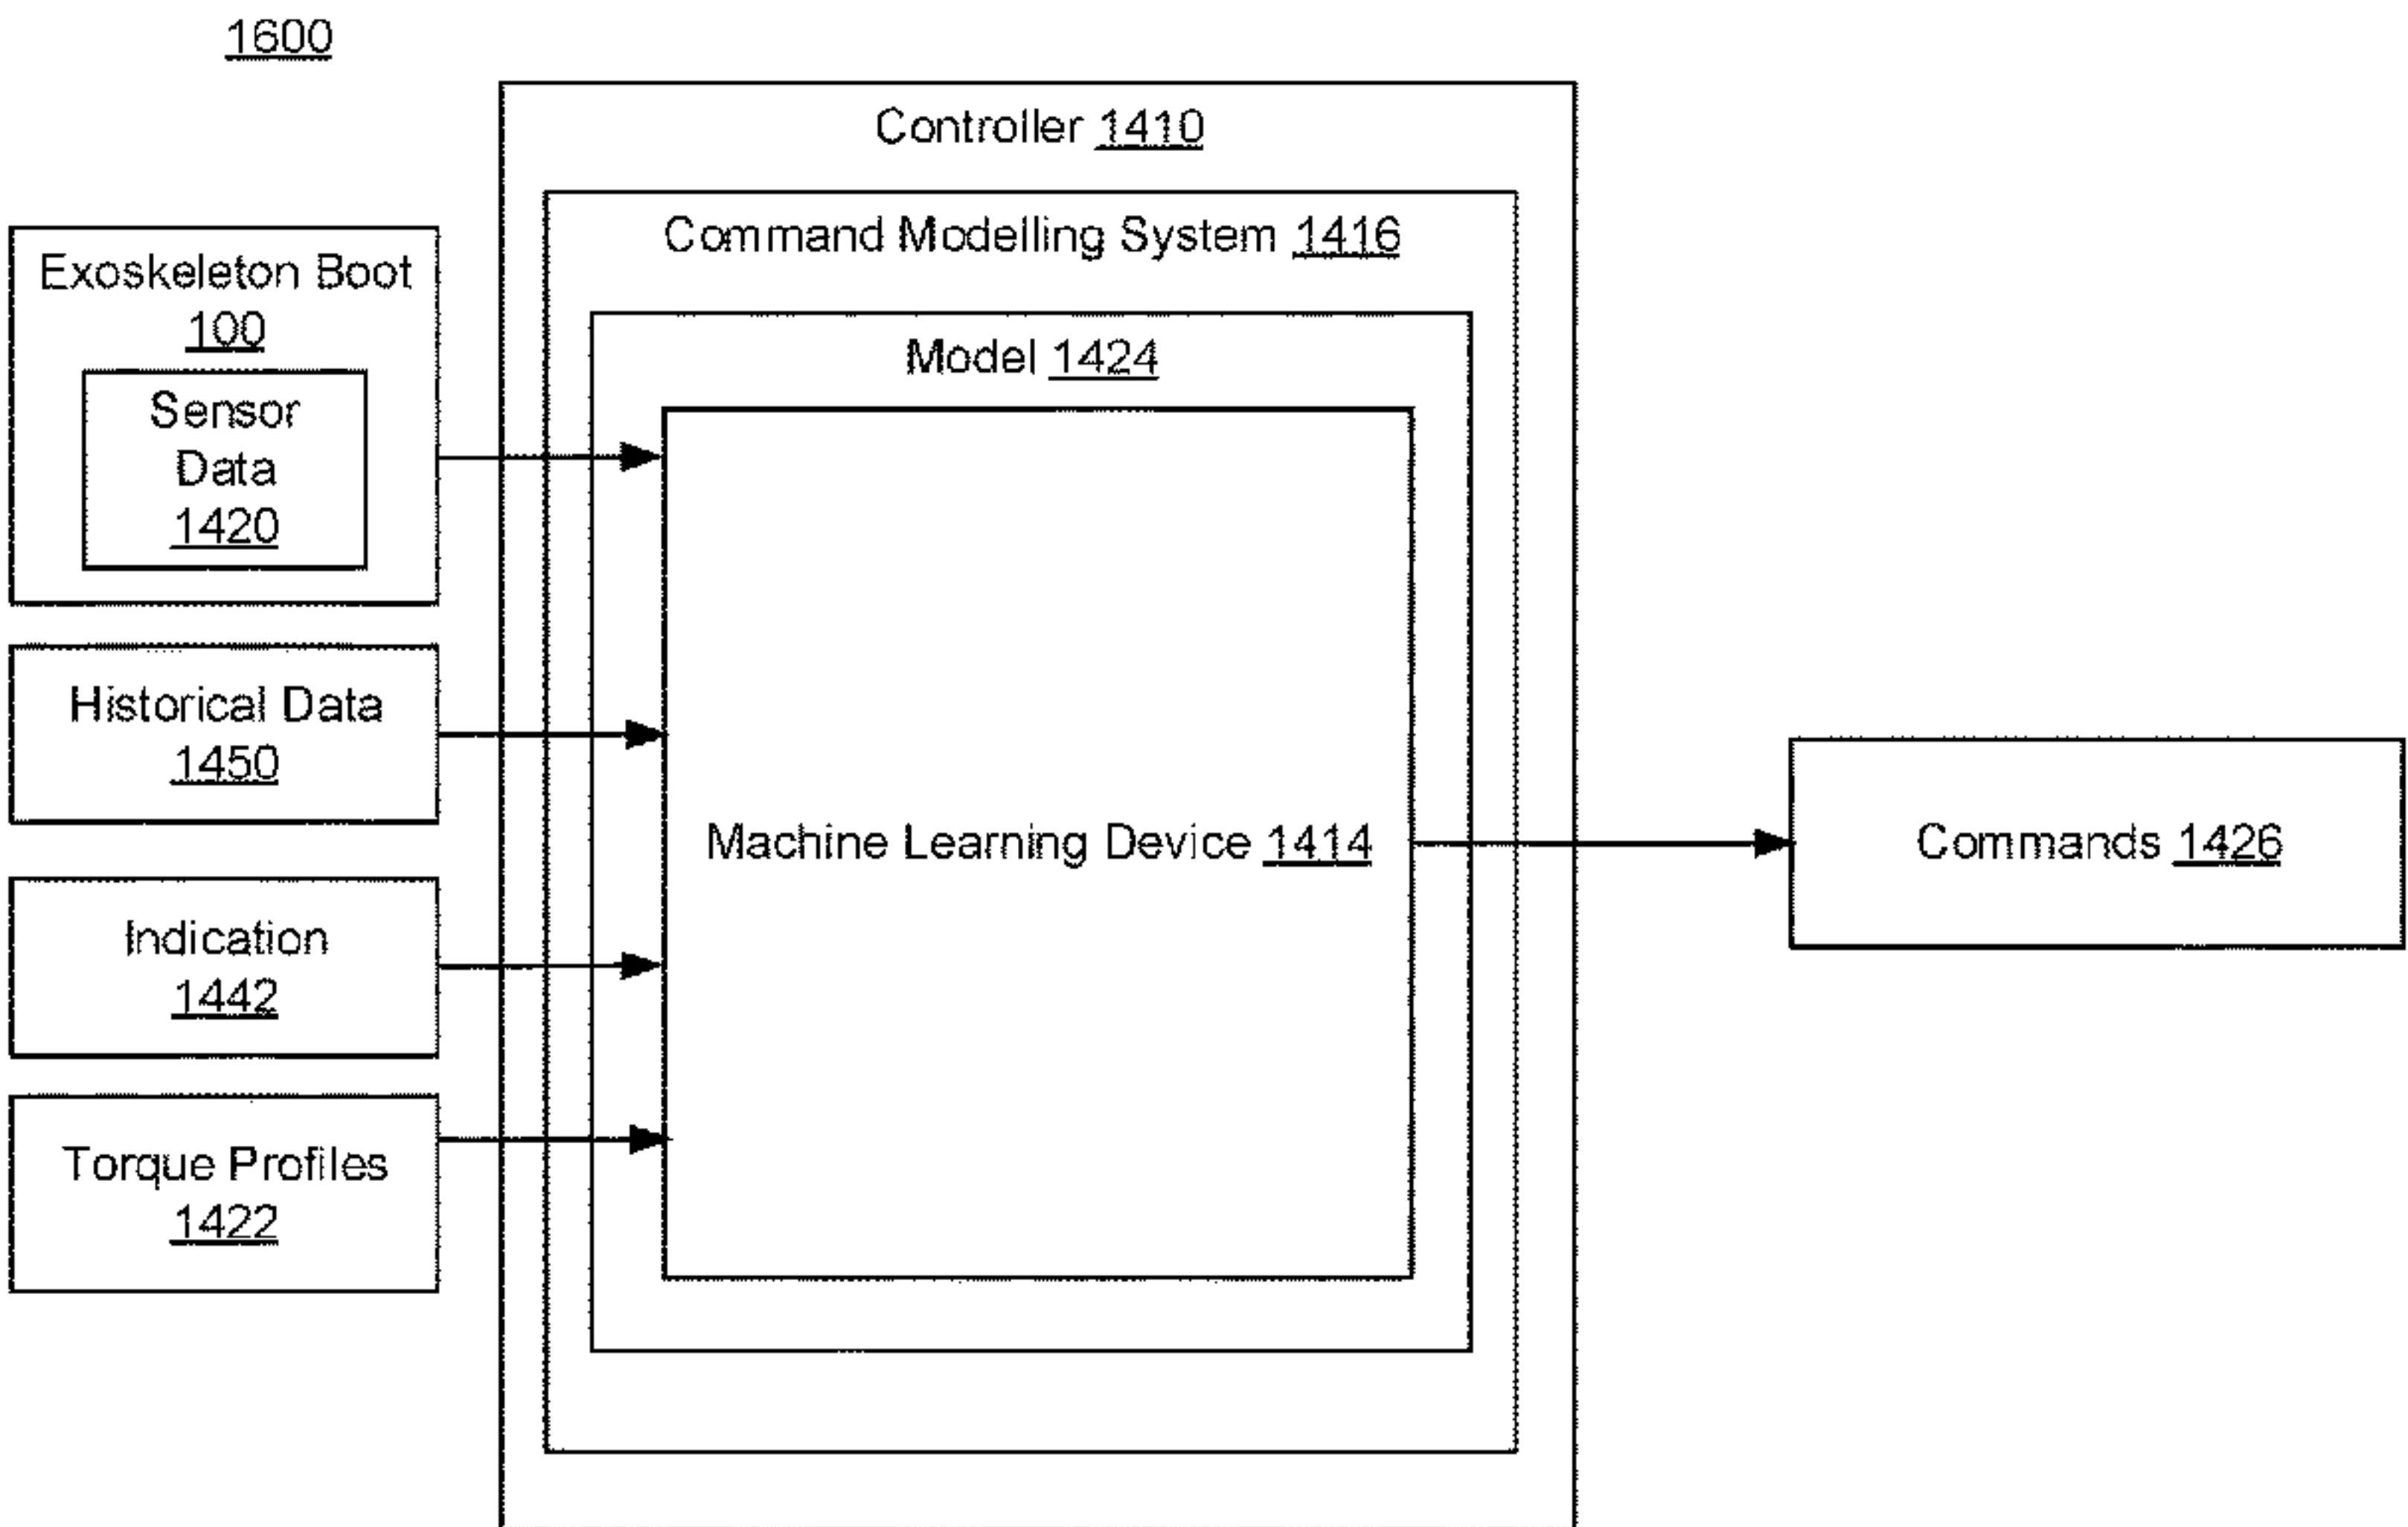 1600
Controller 1410
Command Modelling System 1416
Exoskeleton Boot
100
Model 1424
Sensor
Data
1420
Historical Data
1450
Machine Learning Device 1414
Commands 1426
Indication
1442
Torque Profiles
1422